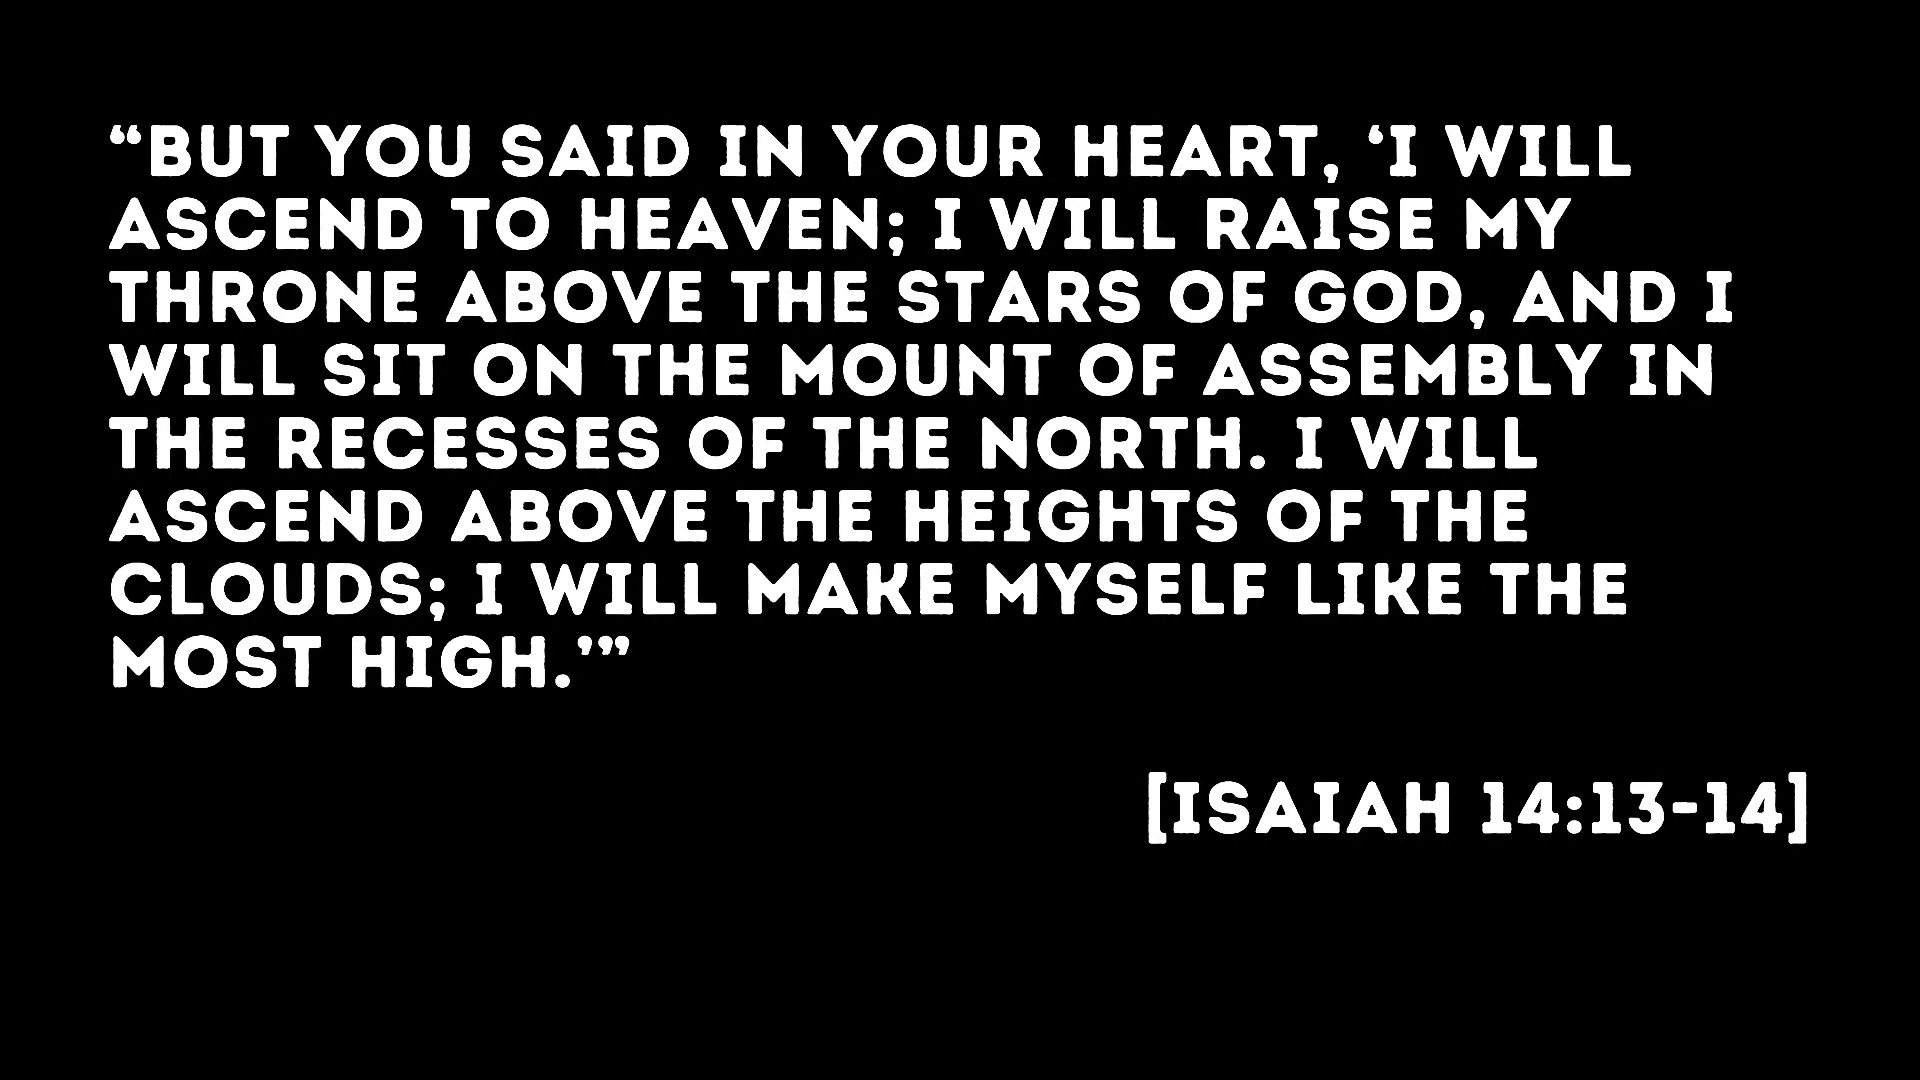 “BUT YOU SAID IN YOUR HEART, ‘I WILL
ASCEND TO HEAVEN; I WILL RAISE MY
THRONE ABOVE THE STARS OF GOD, AND I
WILL SIT ON THE MOUNT OF ASSEMBLY IN
THE RECESSES OF THE NORTH. I WILL
ASCEND ABOVE THE HEIGHTS OF THE
CLOUDS; I WILL MAKE MYSELF LIKE THE
MOST HIGH.’”
[ISAIAH 14:13-14]